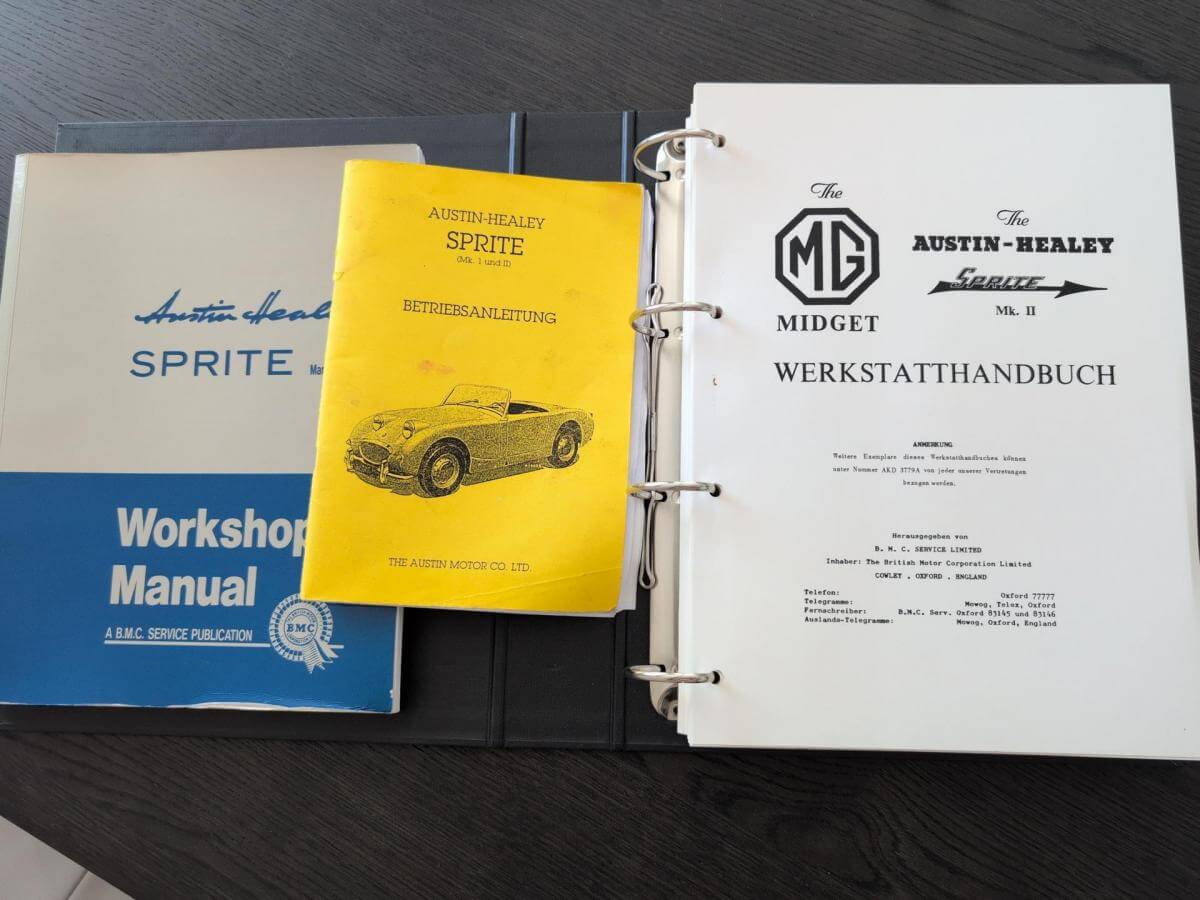 Austin Healey
SPRITE
Workshop
Manual
A B.M.C. SERVICE PUBLICATION
BMC
AUSTIN-HEALEY
SPRITE
(Mk. 1 und II)
BETRIEBSANLEITUNG
THE AUSTIN MOTOR CO. LTD.
The
MG
MIDGET
The
AUSTIN-HEALEY
Sprite
Mk. II
WERKSTATTHANDBUCH
ANMERKUNG
Weitere Exemplare dieses Werkstatthandbuches können
unter Nummer AKD 3779A von jeder unserer Vertretungen
bezogen werden.
Herausgegeben von
B. M. C. SERVICE LIMITED
Inhaber: The British Motor Corporation Limited
COWLEY . OXFORD . ENGLAND
Telefon: Oxford 77777
Telegramme: Mowog, Telex, Oxford
Fernschreiber: B.M.C. Serv. Oxford 83145 und 83146
Auslands-Telegramme: Mowog, Oxford, England